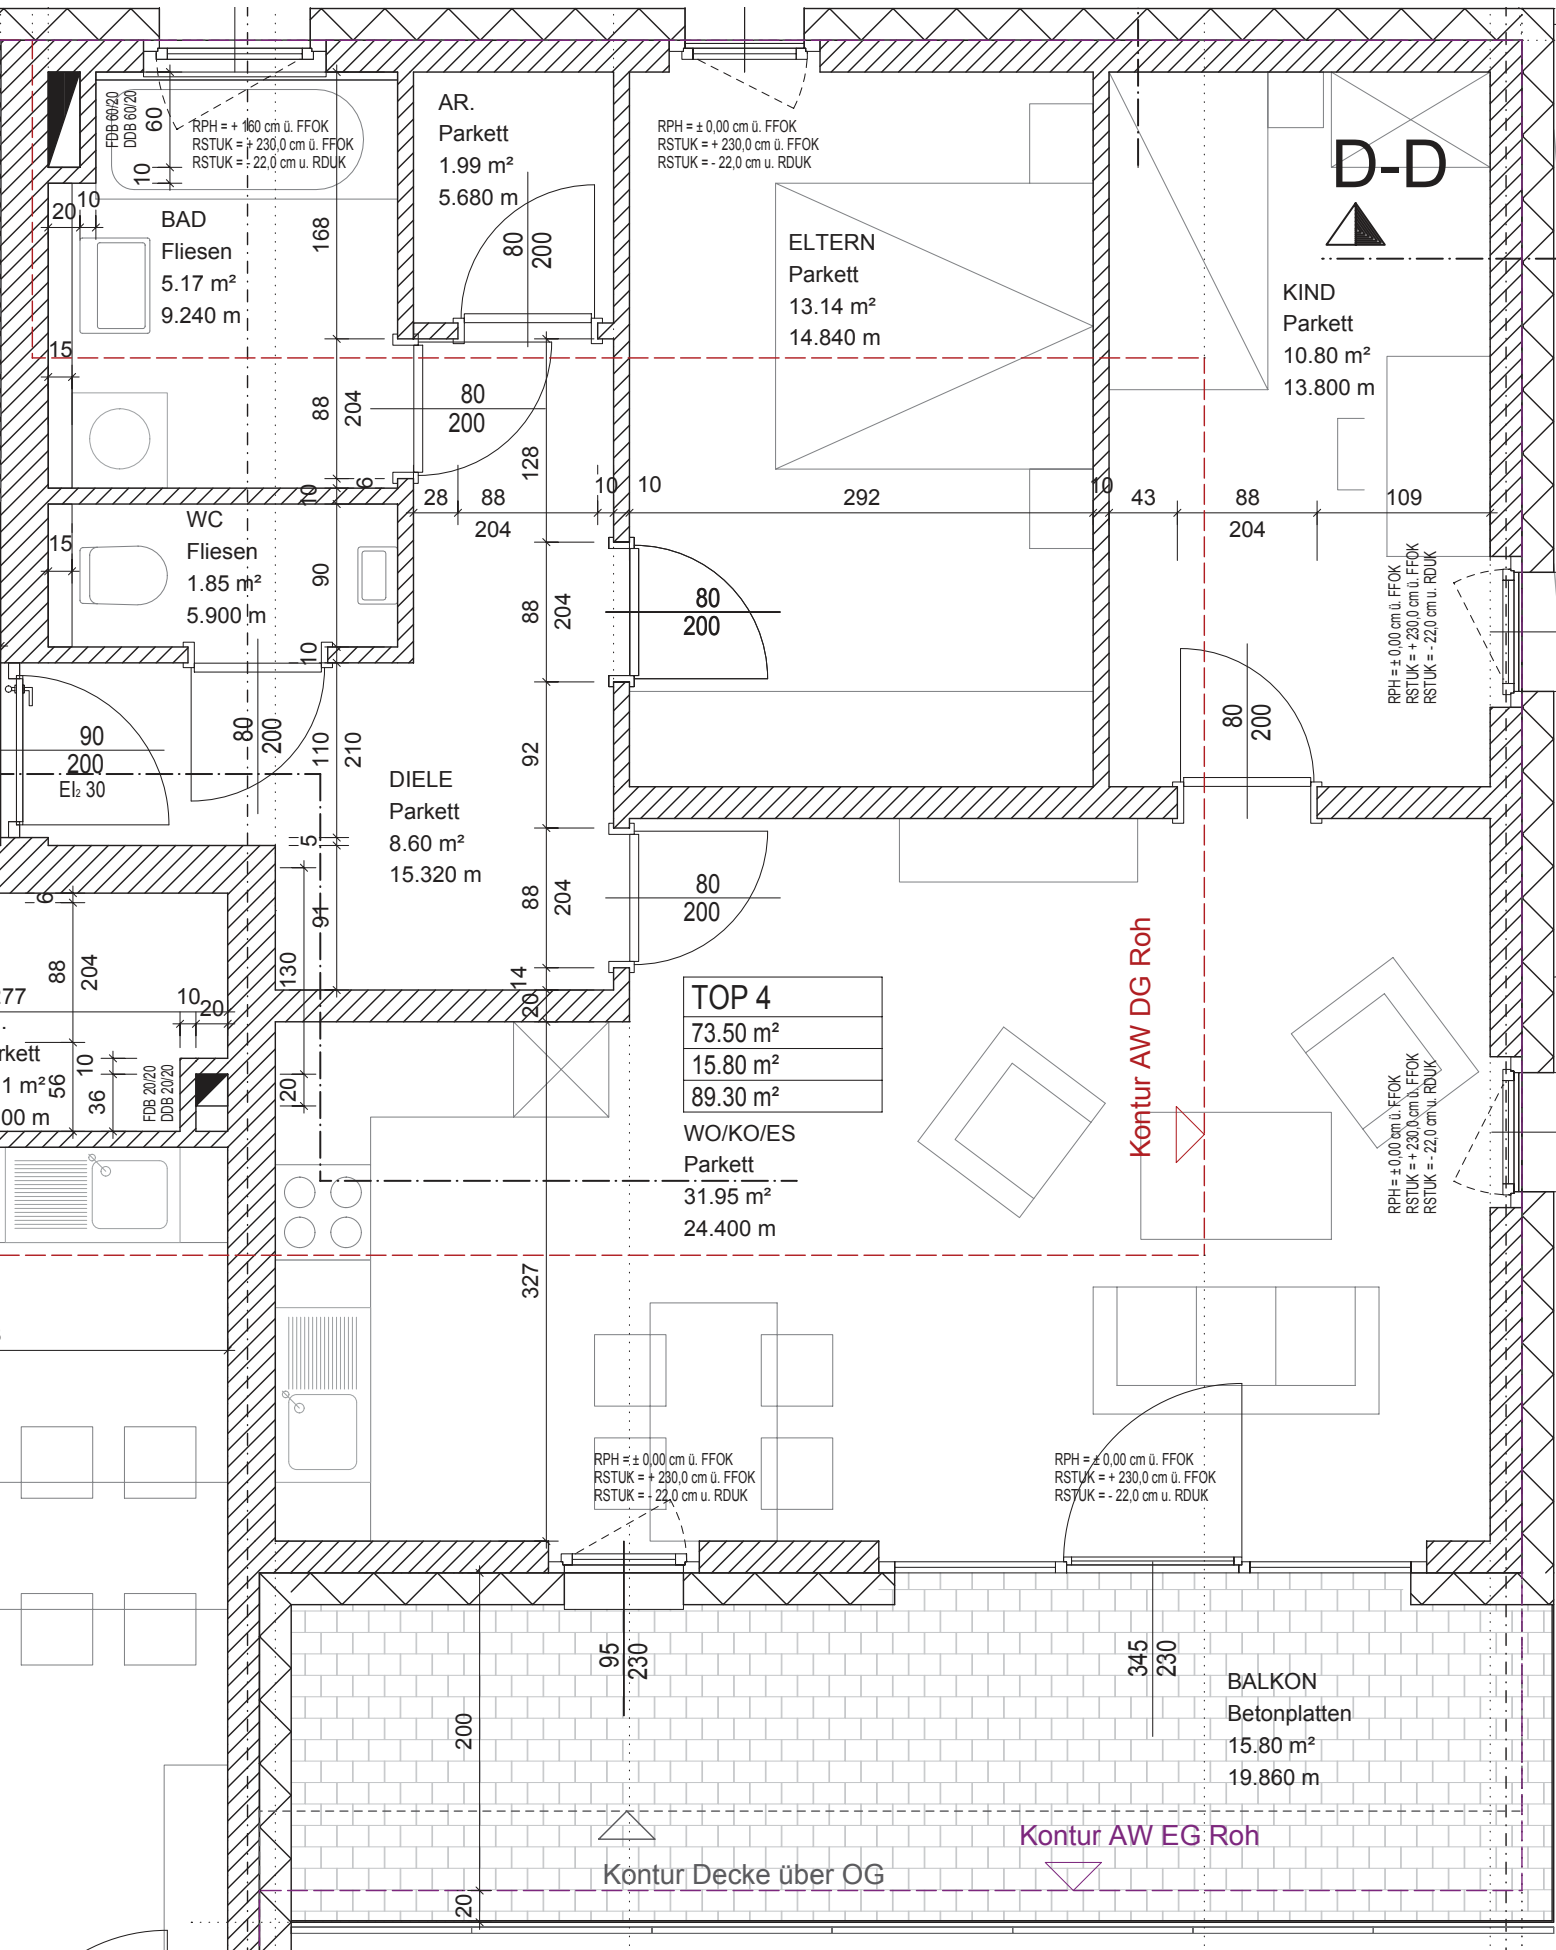 FDB 60/20
DDB 60/20
60
10
RPH = + 160 cm ü. FFOK
RSTUK = + 230,0 cm ü. FFOK
RSTUK = - 22,0 cm u. RDUK
AR.
Parkett
1.99 m²
5.680 m
RPH = ± 0,00 cm ü. FFOK
RSTUK = + 230,0 cm ü. FFOK
RSTUK = - 22,0 cm u. RDUK
D-D
20
10
BAD
Fliesen
5.17 m²
9.240 m
168
80
200
ELTERN
Parkett
13.14 m²
14.840 m
KIND
Parkett
10.80 m²
13.800 m
15
88
204
80
200
128
10
6
28
88
204
10
10
292
10
43
88
204
109
WC
Fliesen
1.85 m²
5.900 m
15
90
10
88
204
80
200
RPH = ± 0,00 cm ü. FFOK
RSTUK = + 230,0 cm ü. FFOK
RSTUK = - 22,0 cm u. RDUK
90
200
EI₂ 30
80
200
110
210
92
80
200
DIELE
Parkett
8.60 m²
15.320 m
5
91
130
88
204
80
200
14
20
6
88
204
277
10
20
.
rkett
1 m²
00 m
56
10
36
FDB 20/20
DDB 20/20
20
TOP 4
73.50 m²
15.80 m²
89.30 m²
WO/KO/ES
Parkett
31.95 m²
24.400 m
Kontur AW DG Roh
RPH = ± 0,00 cm ü. FFOK
RSTUK = + 230,0 cm ü. FFOK
RSTUK = - 22,0 cm u. RDUK
327
RPH = ± 0,00 cm ü. FFOK
RSTUK = + 230,0 cm ü. FFOK
RSTUK = - 22,0 cm u. RDUK
RPH = ± 0,00 cm ü. FFOK
RSTUK = + 230,0 cm ü. FFOK
RSTUK = - 22,0 cm u. RDUK
95
230
345
230
200
BALKON
Betonplatten
15.80 m²
19.860 m
Kontur AW EG Roh
Kontur Decke über OG
20